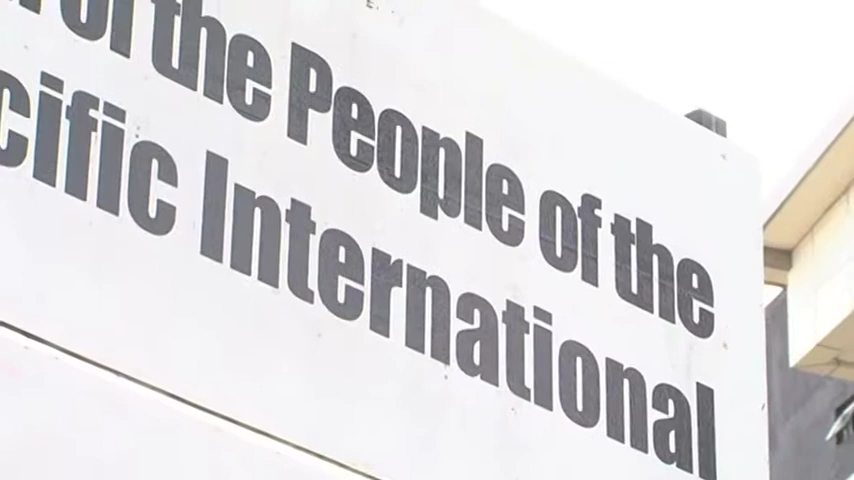 of the People of the
cific International